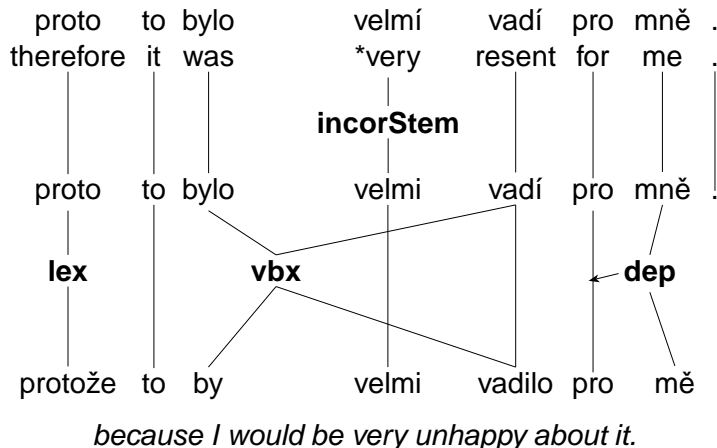 proto to bylo velmí vadí pro mně .
therefore it was *very resent for me .
incorStem
proto to bylo velmi vadí pro mně .
lex vbx dep
protože to by velmi vadilo pro mě
because I would be very unhappy about it.